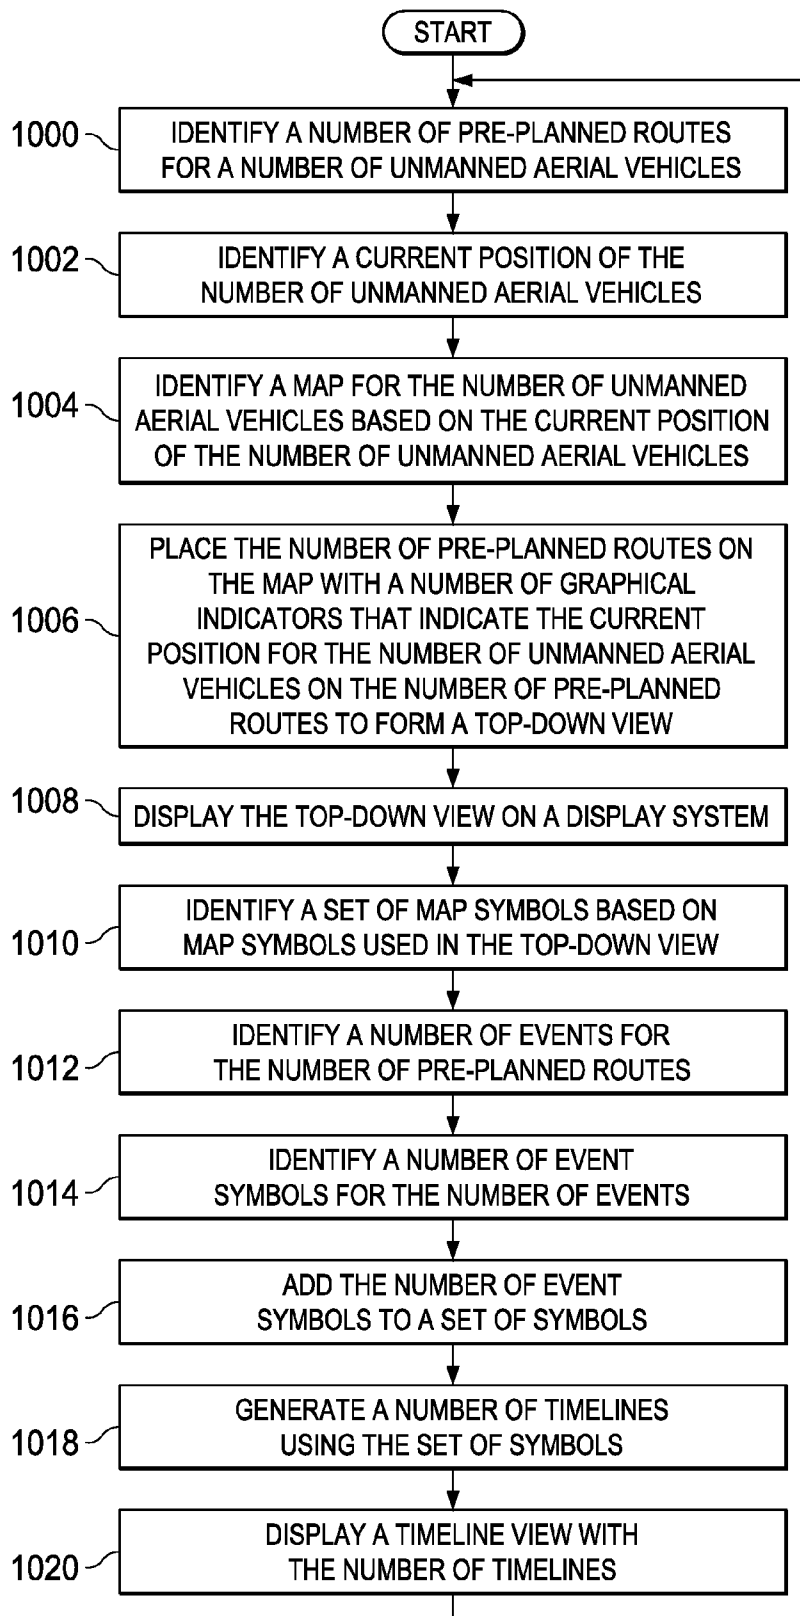 START
1000
IDENTIFY A NUMBER OF PRE-PLANNED ROUTES
FOR A NUMBER OF UNMANNED AERIAL VEHICLES
1002
IDENTIFY A CURRENT POSITION OF THE
NUMBER OF UNMANNED AERIAL VEHICLES
1004
IDENTIFY A MAP FOR THE NUMBER OF UNMANNED
AERIAL VEHICLES BASED ON THE CURRENT POSITION
OF THE NUMBER OF UNMANNED AERIAL VEHICLES
1006
PLACE THE NUMBER OF PRE-PLANNED ROUTES ON
THE MAP WITH A NUMBER OF GRAPHICAL
INDICATORS THAT INDICATE THE CURRENT
POSITION FOR THE NUMBER OF UNMANNED AERIAL
VEHICLES ON THE NUMBER OF PRE-PLANNED
ROUTES TO FORM A TOP-DOWN VIEW
1008
DISPLAY THE TOP-DOWN VIEW ON A DISPLAY SYSTEM
1010
IDENTIFY A SET OF MAP SYMBOLS BASED ON
MAP SYMBOLS USED IN THE TOP-DOWN VIEW
1012
IDENTIFY A NUMBER OF EVENTS FOR
THE NUMBER OF PRE-PLANNED ROUTES
1014
IDENTIFY A NUMBER OF EVENT
SYMBOLS FOR THE NUMBER OF EVENTS
1016
ADD THE NUMBER OF EVENT
SYMBOLS TO A SET OF SYMBOLS
1018
GENERATE A NUMBER OF TIMELINES
USING THE SET OF SYMBOLS
1020
DISPLAY A TIMELINE VIEW WITH
THE NUMBER OF TIMELINES